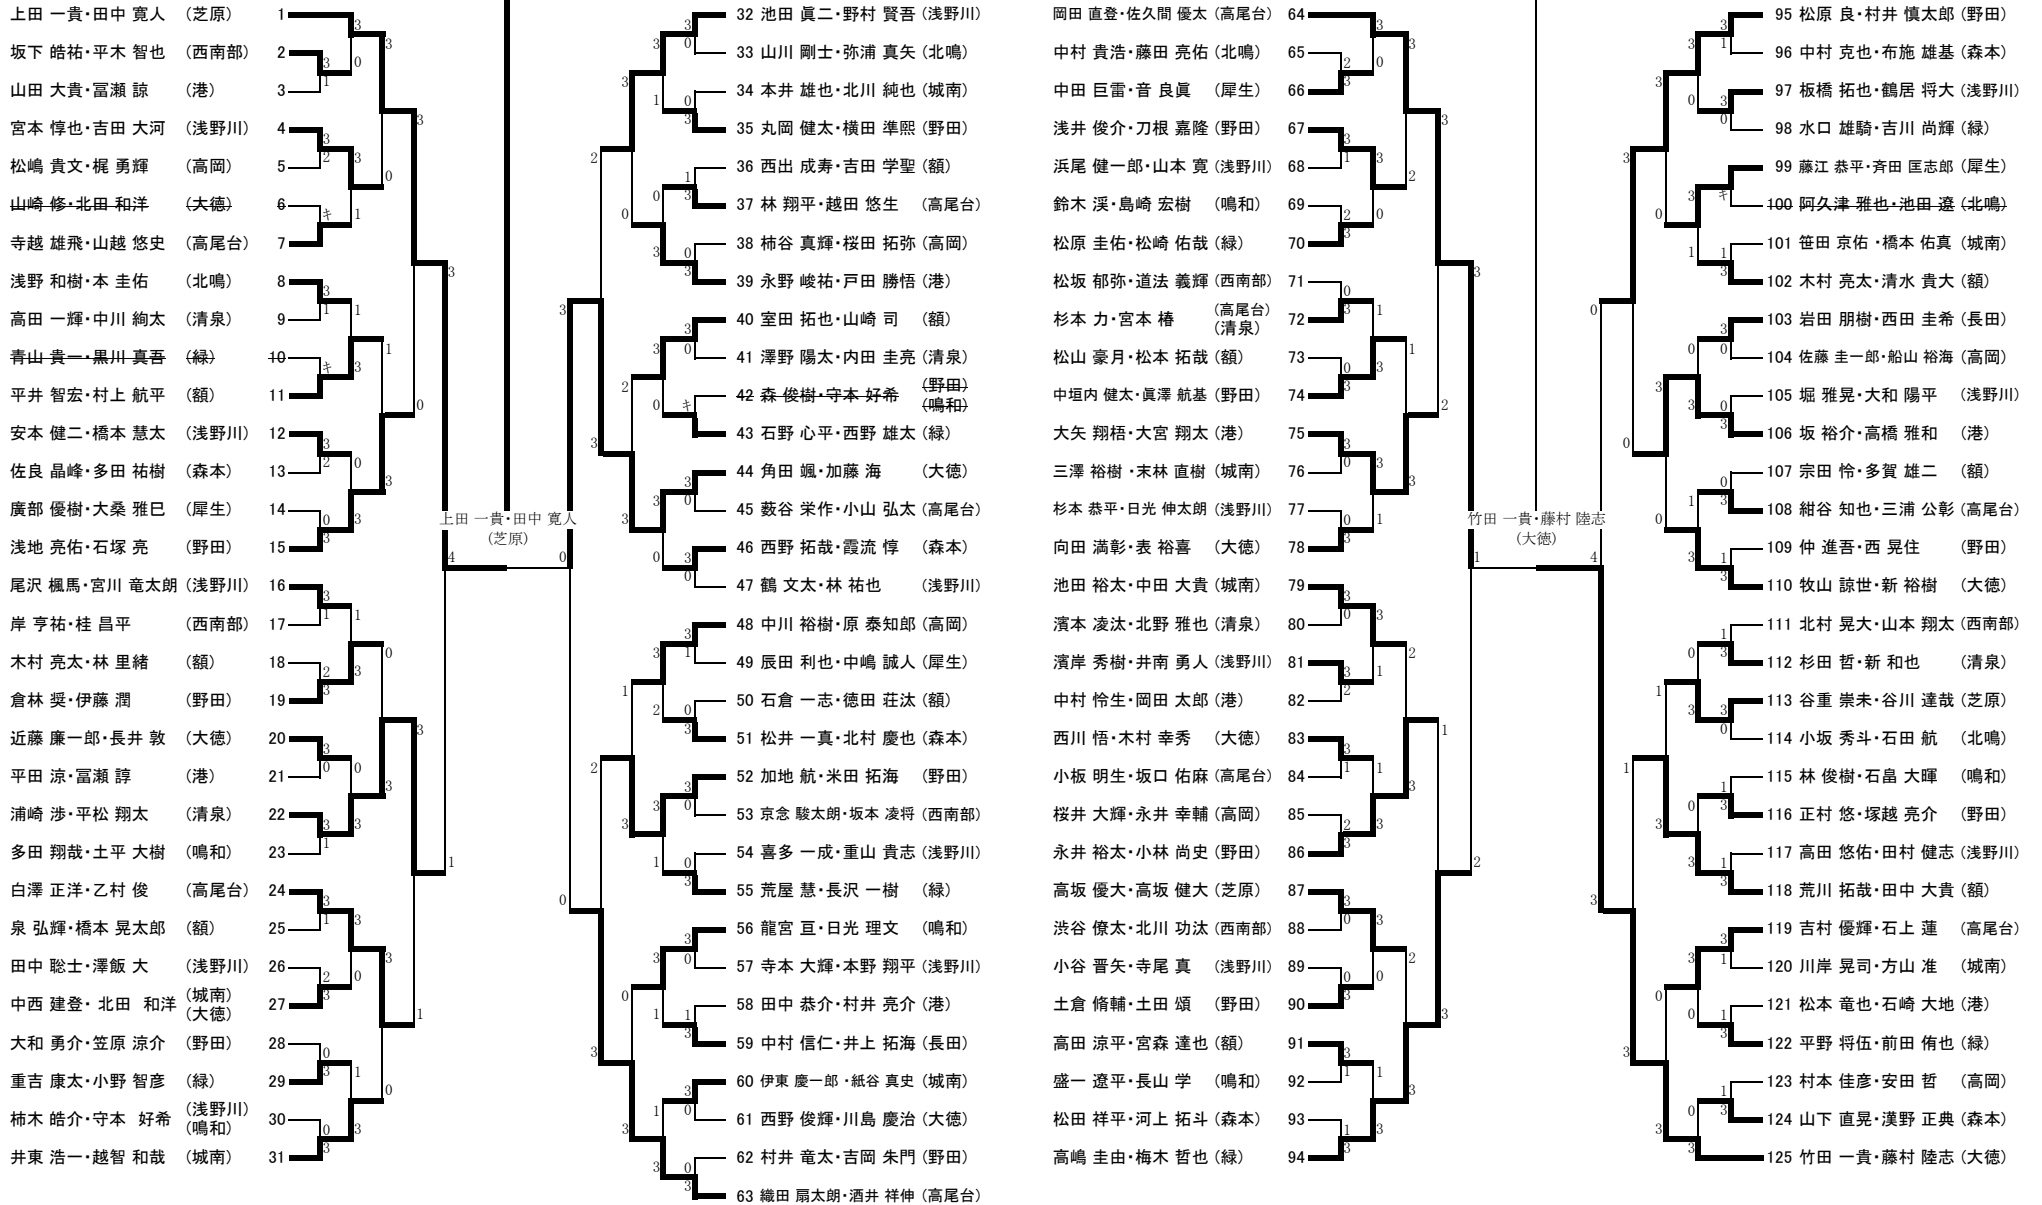 上田 一貴・田中 寛人 (芝原) 1
坂下 皓祐・平木 智也 (西南部) 2
山田 大貴・冨瀬 諒 (港) 3
宮本 惇也・吉田 大河 (浅野川) 4
松嶋 貴文・梶 勇輝 (高岡) 5
山崎 修・北田 和洋 (大徳) 6
寺越 雄飛・山越 悠史 (高尾台) 7
浅野 和樹・本 圭佑 (北鳴) 8
高田 一輝・中川 絢太 (清泉) 9
青山 貴一・黒川 真吾 (緑) 10
平井 智宏・村上 航平 (額) 11
安本 健二・橋本 慧太 (浅野川) 12
佐良 晶峰・多田 祐樹 (森本) 13
廣部 優樹・大桑 雅巳 (犀生) 14
浅地 亮佑・石塚 亮 (野田) 15
尾沢 楓馬・宮川 竜太朗 (浅野川) 16
岸 亨祐・桂 昌平 (西南部) 17
木村 亮太・林 里緒 (額) 18
倉林 奨・伊藤 潤 (野田) 19
近藤 廉一郎・長井 敦 (大徳) 20
平田 涼・冨瀬 諄 (港) 21
浦崎 渉・平松 翔太 (清泉) 22
多田 翔哉・土平 大樹 (鳴和) 23
白澤 正洋・乙村 俊 (高尾台) 24
泉 弘輝・橋本 晃太郎 (額) 25
田中 聡士・澤飯 大 (浅野川) 26
中西 建登・北田 和洋 (城南) (大徳) 27
大和 勇介・笠原 涼介 (野田) 28
重吉 康太・小野 智彦 (緑) 29
柿木 皓介・守本 好希 (浅野川) (鳴和) 30
井東 浩一・越智 和哉 (城南) 31
上田 一貴・田中 寛人
(芝原)
4 0
32 池田 眞二・野村 賢吾 (浅野川)
33 山川 剛士・弥浦 真矢 (北鳴)
34 本井 雄也・北川 純也 (城南)
35 丸岡 健太・横田 準熙 (野田)
36 西出 成寿・吉田 学聖 (額)
37 林 翔平・越田 悠生 (高尾台)
38 柿谷 真輝・桜田 拓弥 (高岡)
39 永野 峻祐・戸田 勝悟 (港)
40 室田 拓也・山崎 司 (額)
41 澤野 陽太・内田 圭亮 (清泉)
42 森 俊樹・守本 好希 (野田) (鳴和)
43 石野 心平・西野 雄太 (緑)
44 角田 颯・加藤 海 (大徳)
45 薮谷 栄作・小山 弘太 (高尾台)
46 西野 拓哉・霞流 惇 (森本)
47 鶴 文太・林 祐也 (浅野川)
48 中川 裕樹・原 泰知郎 (高岡)
49 辰田 利也・中嶋 誠人 (犀生)
50 石倉 一志・徳田 荘汰 (額)
51 松井 一真・北村 慶也 (森本)
52 加地 航・米田 拓海 (野田)
53 京念 駿太朗・坂本 凌将 (西南部)
54 喜多 一成・重山 貴志 (浅野川)
55 荒屋 慧・長沢 一樹 (緑)
56 龍宮 亘・日光 理文 (鳴和)
57 寺本 大輝・本野 翔平 (浅野川)
58 田中 恭介・村井 亮介 (港)
59 中村 信仁・井上 拓海 (長田)
60 伊東 慶一郎・紙谷 真史 (城南)
61 西野 俊輝・川島 慶治 (大徳)
62 村井 竜太・吉岡 朱門 (野田)
63 織田 扇太朗・酒井 祥伸 (高尾台)
岡田 直登・佐久間 優太 (高尾台) 64
中村 貴浩・藤田 亮佑 (北鳴) 65
中田 巨雷・音 良眞 (犀生) 66
浅井 俊介・刀根 嘉隆 (野田) 67
浜尾 健一郎・山本 寛 (浅野川) 68
鈴木 渓・島崎 宏樹 (鳴和) 69
松原 圭佑・松崎 佑哉 (緑) 70
松坂 郁弥・道法 義輝 (西南部) 71
杉本 力・宮本 椿 (高尾台) (清泉) 72
松山 豪月・松本 拓哉 (額) 73
中垣内 健太・眞澤 航基 (野田) 74
大矢 翔梧・大宮 翔太 (港) 75
三澤 裕樹・末林 直樹 (城南) 76
杉本 恭平・日光 伸太朗 (浅野川) 77
向田 満彰・表 裕喜 (大徳) 78
池田 裕太・中田 大貴 (城南) 79
濱本 凌汰・北野 雅也 (清泉) 80
濱岸 秀樹・井南 勇人 (浅野川) 81
中村 怜生・岡田 太郎 (港) 82
西川 悟・木村 幸秀 (大徳) 83
小板 明生・坂口 佑麻 (高尾台) 84
桜井 大輝・永井 幸輔 (高岡) 85
永井 裕太・小林 尚史 (野田) 86
高坂 優大・高坂 健大 (芝原) 87
渋谷 僚太・北川 功汰 (西南部) 88
小谷 晋矢・寺尾 真 (浅野川) 89
土倉 脩輔・土田 頌 (野田) 90
高田 涼平・宮森 達也 (額) 91
盛一 遼平・長山 学 (鳴和) 92
松田 祥平・河上 拓斗 (森本) 93
高嶋 圭由・梅木 哲也 (緑) 94
竹田 一貴・藤村 陸志
(大徳)
1 4
95 松原 良・村井 慎太郎 (野田)
96 中村 克也・布施 雄基 (森本)
97 板橋 拓也・鶴居 将大 (浅野川)
98 水口 雄騎・吉川 尚輝 (緑)
99 藤江 恭平・斉田 匡志郎 (犀生)
100 阿久津 雅也・池田 遼 (北鳴)
101 笹田 京佑・橋本 佑真 (城南)
102 木村 亮太・清水 貴大 (額)
103 岩田 朋樹・西田 圭希 (長田)
104 佐藤 圭一郎・船山 裕海 (高岡)
105 堀 雅晃・大和 陽平 (浅野川)
106 坂 裕介・高橋 雅和 (港)
107 宗田 怜・多賀 雄二 (額)
108 紺谷 知也・三浦 公彰 (高尾台)
109 仲 進吾・西 晃住 (野田)
110 牧山 諒世・新 裕樹 (大徳)
111 北村 晃大・山本 翔太 (西南部)
112 杉田 哲・新 和也 (清泉)
113 谷重 崇未・谷川 達哉 (芝原)
114 小坂 秀斗・石田 航 (北鳴)
115 林 俊樹・石畠 大暉 (鳴和)
116 正村 悠・塚越 亮介 (野田)
117 高田 悠佑・田村 健志 (浅野川)
118 荒川 拓哉・田中 大貴 (額)
119 吉村 優輝・石上 蓮 (高尾台)
120 川岸 晃司・方山 准 (城南)
121 松本 竜也・石崎 大地 (港)
122 平野 将伍・前田 侑也 (緑)
123 村本 佳彦・安田 哲 (高岡)
124 山下 直晃・漢野 正典 (森本)
125 竹田 一貴・藤村 陸志 (大徳)